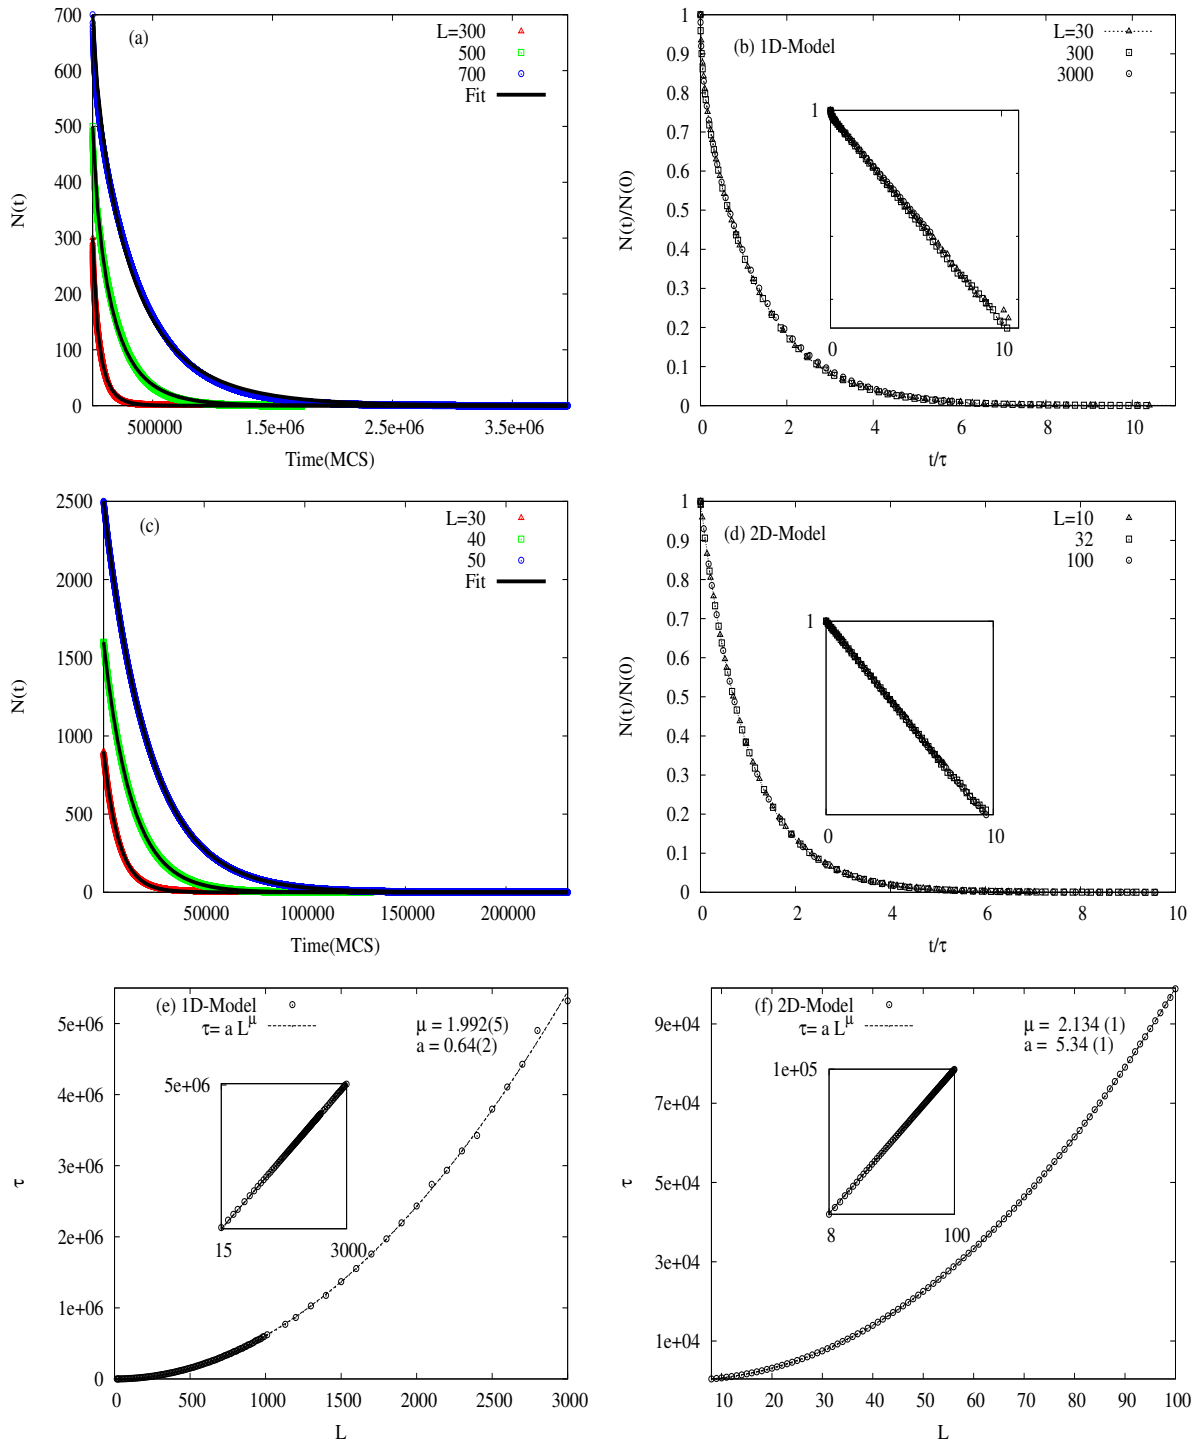 (a)
L=300
500
700
Fit
700
600
500
400
300
200
100
0
N(t)
500000
1.5e+06
2.5e+06
3.5e+06
Time(MCS)
(b) 1D-Model
L=30
300
3000
1
0.9
0.8
0.7
0.6
0.5
0.4
0.3
0.2
0.1
0
N(t)/N(0)
1
0
10
0
2
4
6
8
10
t/τ
(c)
L=30
40
50
Fit
2500
2000
1500
1000
500
0
N(t)
50000
100000
150000
200000
Time(MCS)
(d) 2D-Model
L=10
32
100
1
0.9
0.8
0.7
0.6
0.5
0.4
0.3
0.2
0.1
0
N(t)/N(0)
1
0
10
0
2
4
6
8
10
t/τ
(e) 1D-Model
τ= a L^μ
μ = 1.992(5)
a = 0.64(2)
5e+06
4e+06
3e+06
2e+06
1e+06
0
τ
5e+06
15
3000
0
500
1000
1500
2000
2500
3000
L
(f) 2D-Model
τ= a L^μ
μ = 2.134 (1)
a = 5.34 (1)
9e+04
7e+04
5e+04
3e+04
1e+04
τ
1e+05
8
100
10
20
30
40
50
60
70
80
90
100
L